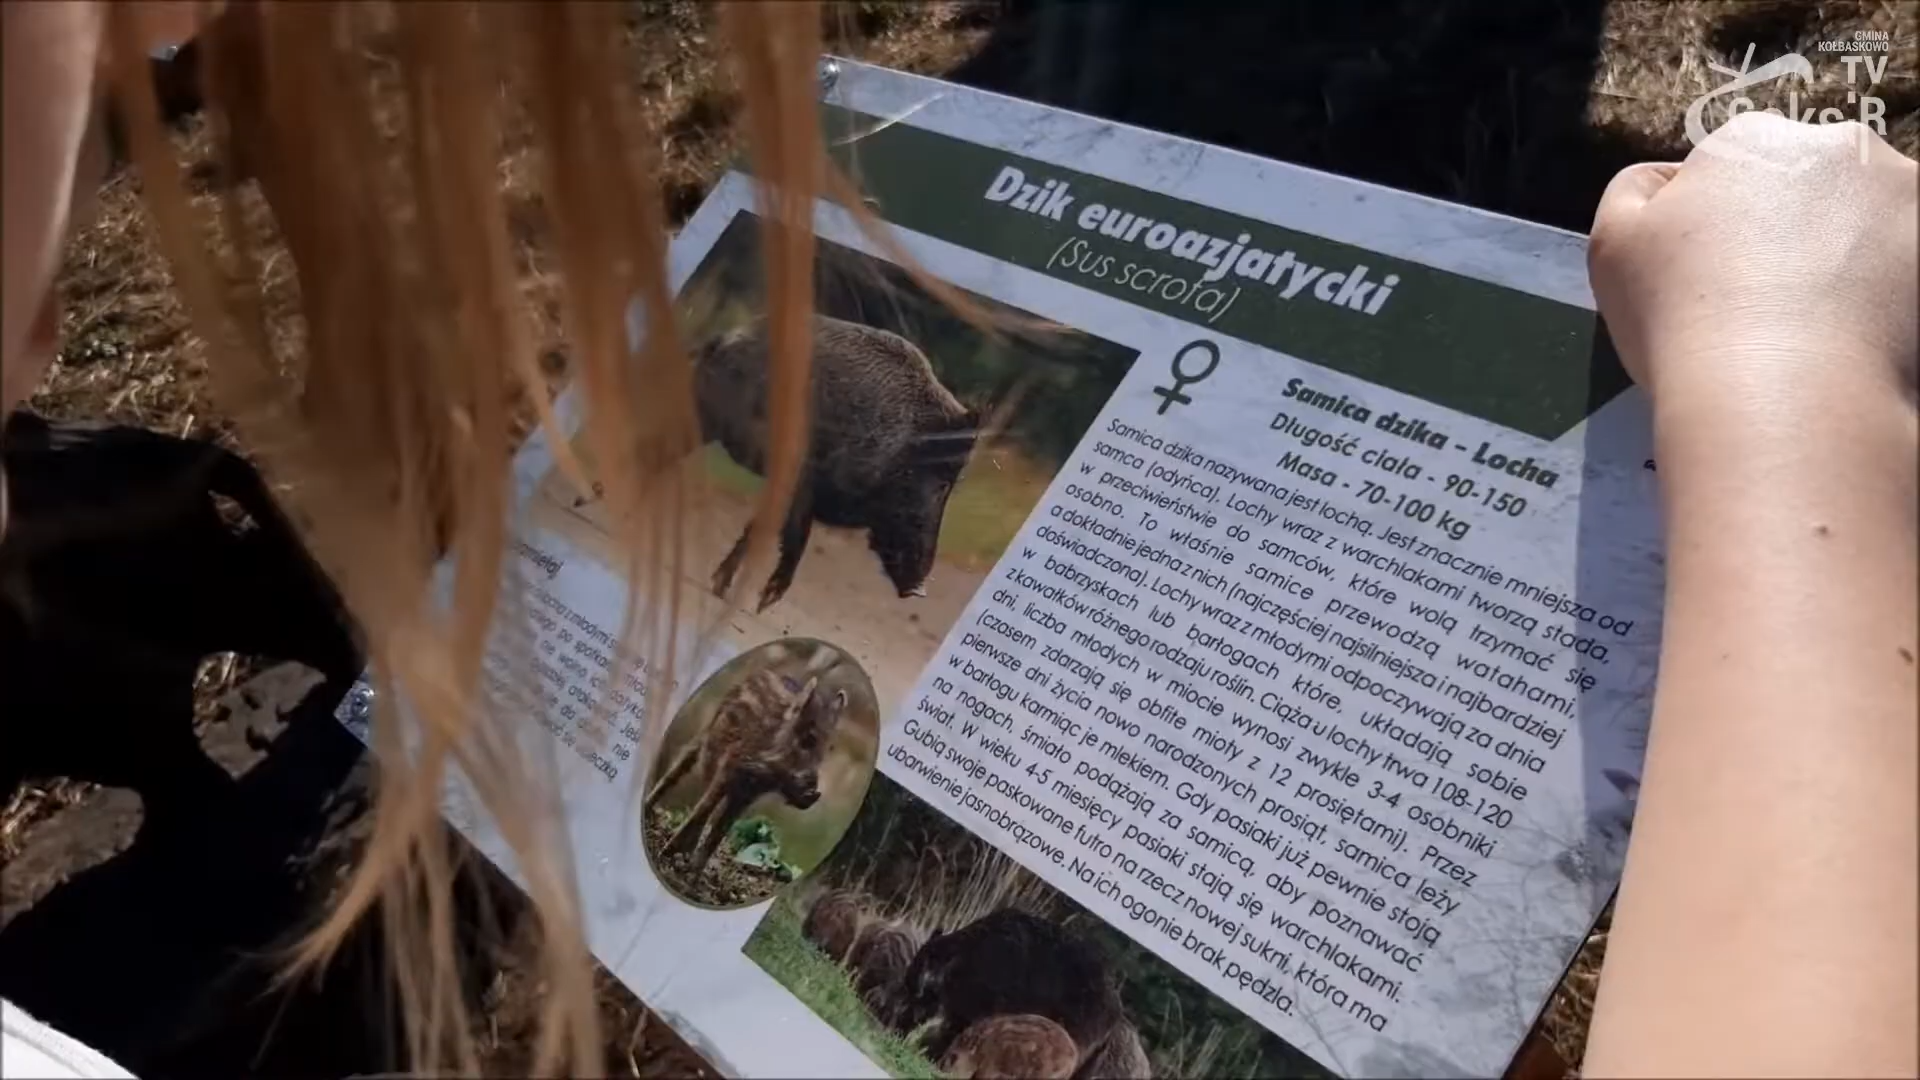 GMINA
KOŁBASKOWO
TV
Dzik euroazjatycki
(Sus scrofa)
Samica dzika - Locha
Długość ciała - 90-150
Masa - 70-100 kg
Samica dzika nazywana jest lochą. Jest znacznie mniejsza od
samca (odyńca). Lochy wraz z warchlakami tworzą stada,
w przeciwieństwie do samców, które wolą trzymać się
osobno. To właśnie samice przewodzą watahami,
a dokładnie jedna z nich (najczęściej najsilniejsza i najbardziej
doświadczona). Lochy wraz z młodymi odpoczywają za dnia
w babrzyskach lub barłogach które, układają sobie
z kawałków różnego rodzaju roślin. Ciąża u lochy trwa 108-120
dni, liczba młodych w miocie wynosi zwykle 3-4 osobniki
(czasem zdarzają się obfite mioty z 12 prosiętami). Przez
pierwsze dni życia nowo narodzonych prosiąt, samica leży
w barłogu karmiąc je mlekiem. Gdy pasiaki już pewnie stoją
na nogach, śmiało podążają za samicą, aby poznawać
świat. W wieku 4-5 miesięcy pasiaki stają się warchlakami.
Gubią swoje paskowane futro na rzecz nowej sukni, która ma
ubarwienie jasnobrązowe. Na ich ogonie brak pędzla.